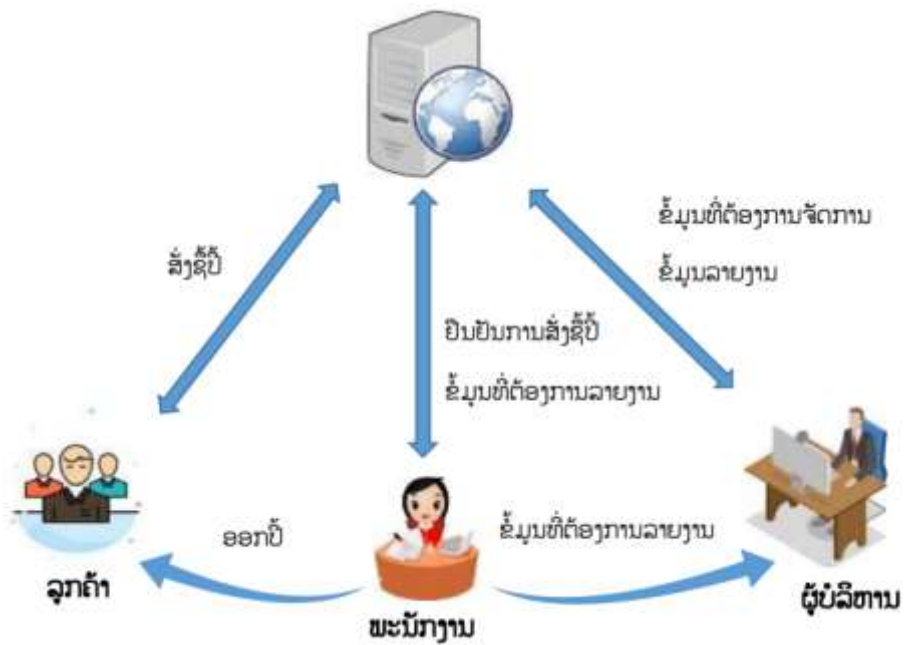 ຂໍ້ມູນທີ່ຕ້ອງການຈັດການ
ສັ່ງຊື້ປີ້
ຂໍ້ມູນລາຍງານ
ຢືນຢັນການສັ່ງຊື້ປີ້
ຂໍ້ມູນທີ່ຕ້ອງການລາຍງານ
ອອກປີ້
ຂໍ້ມູນທີ່ຕ້ອງການລາຍງານ
ລູກຄ້າ
ພະນັກງານ
ຜູ້ບໍລິຫານ